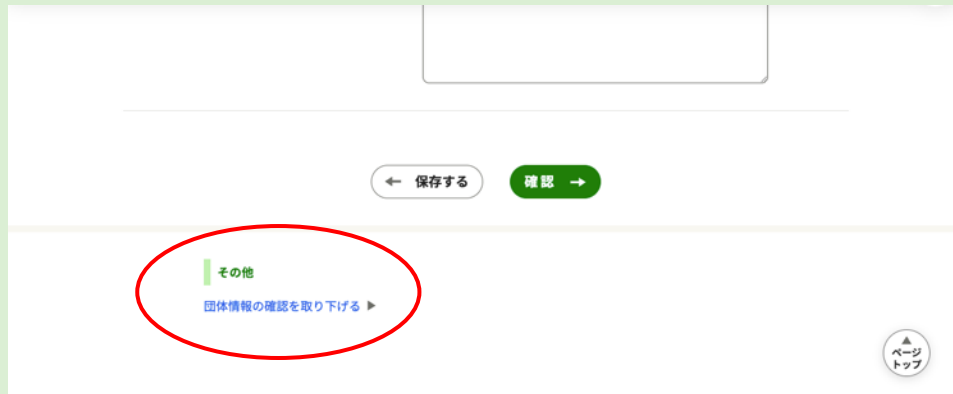 ← 保存する
確認 →
その他
団体情報の確認を取り下げる ▶
▲
ページ
トップ